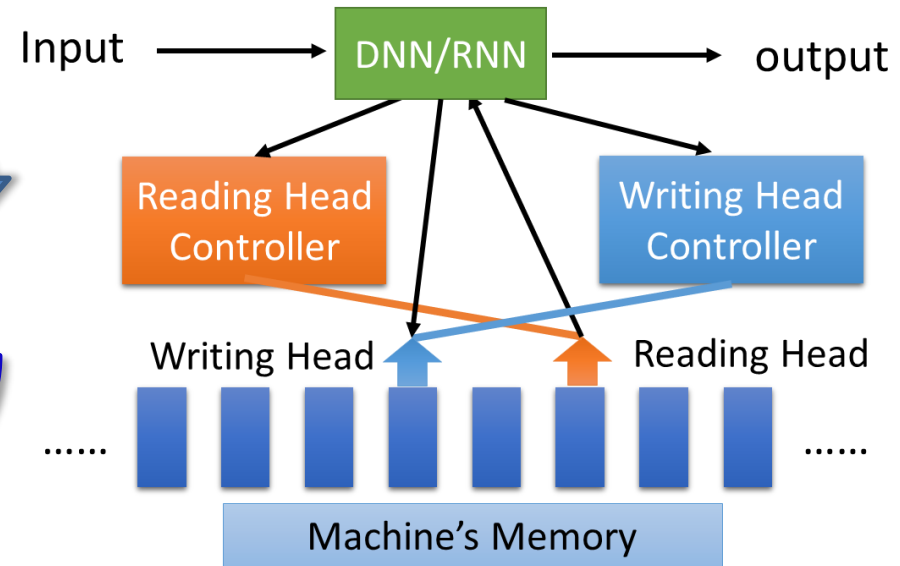 Input
DNN/RNN
output
Reading Head
Controller
Writing Head
Controller
Writing Head
Reading Head
......
......
Machine's Memory